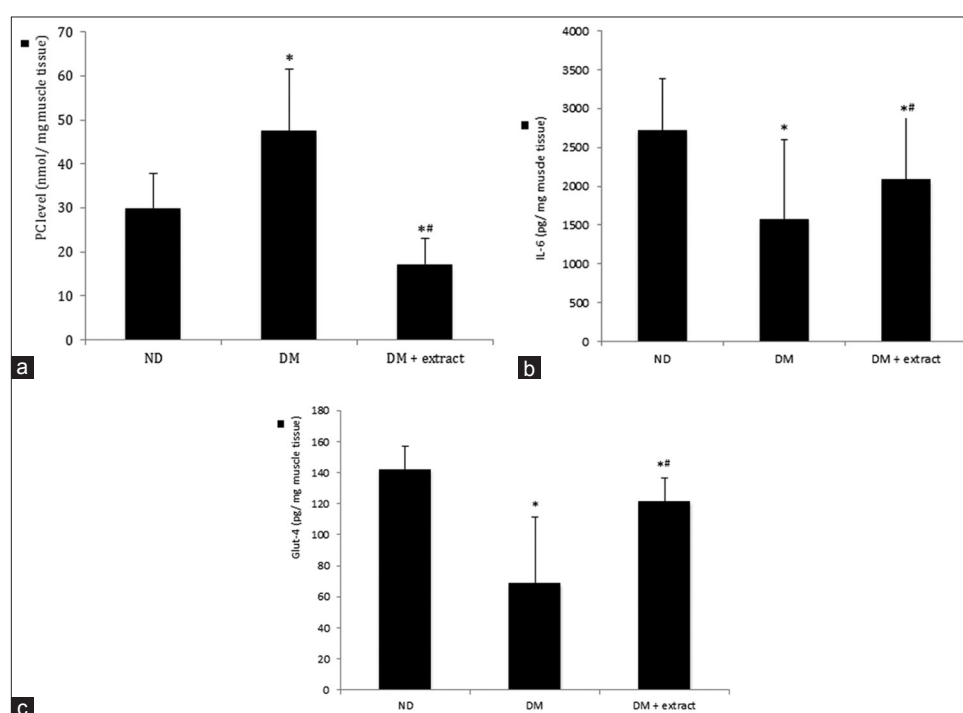 PC level (nmol/ mg muscle tissue)
70
60
50
40
30
20
10
0
*
*#
ND
DM
DM + extract
a
IL-6 (pg/ mg muscle tissue)
4000
3500
3000
2500
2000
1500
1000
500
0
*
*#
ND
DM
DM + extract
b
Glut-4 (pg/ mg muscle tissue)
180
160
140
120
100
80
60
40
20
0
*
*#
ND
DM
DM + extract
c